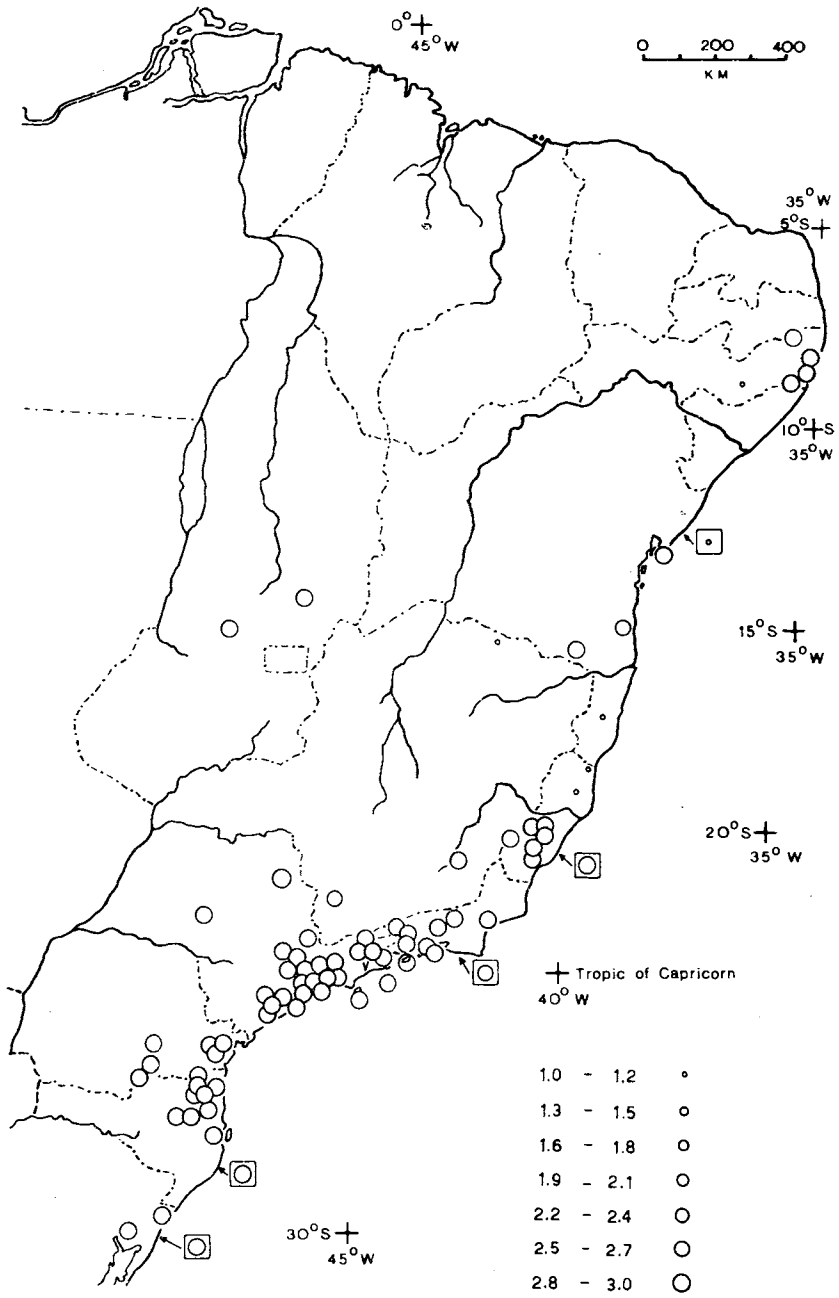 0°
45°W
0 200 400
KM
35°W
5°S
10°S
35°W
15°S
35°W
20°S
35°W
Tropic of Capricorn
40°W
1.0 - 1.2
1.3 - 1.5
1.6 - 1.8
1.9 - 2.1
2.2 - 2.4
2.5 - 2.7
2.8 - 3.0
30°S
45°W